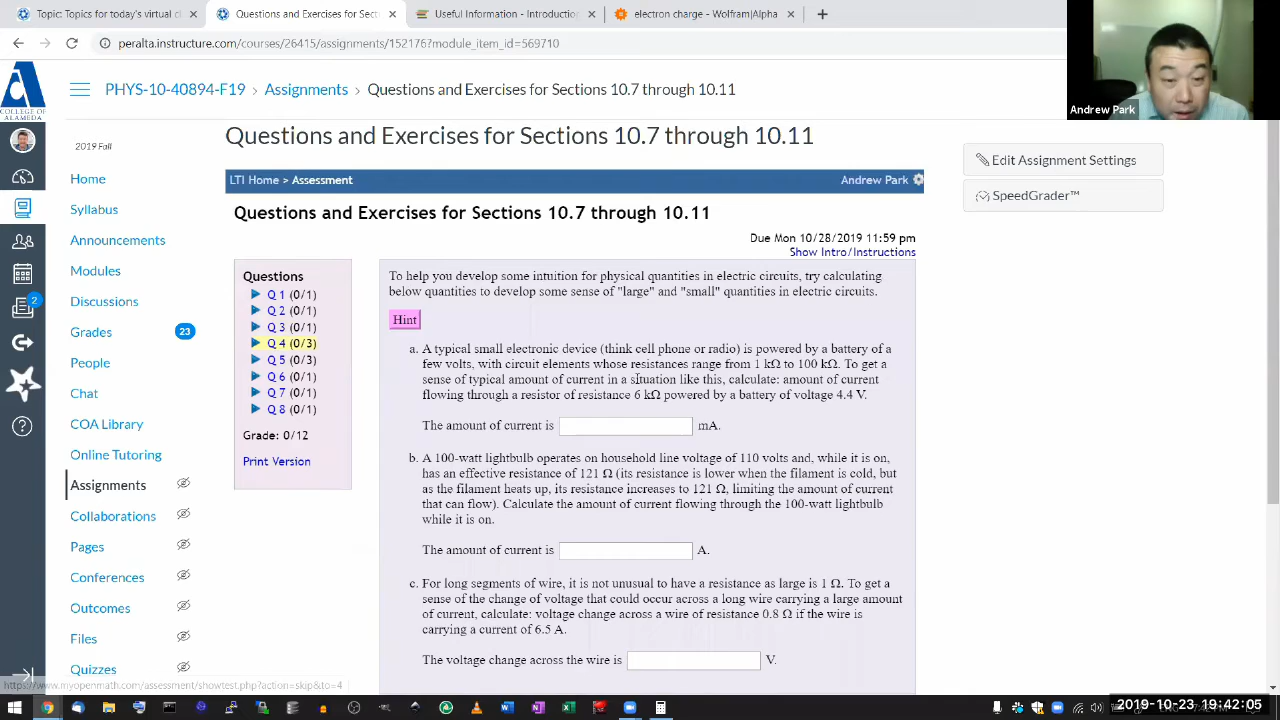 Topic: Topics for today's virtual cl
Questions and Exercises for Sect
Useful Information - Introduction
electron charge - Wolfram|Alpha
peralta.instructure.com/courses/26415/assignments/152176?module_item_id=569710
Andrew Park
COLLEGE OF
ALAMEDA
PHYS-10-40894-F19 > Assignments > Questions and Exercises for Sections 10.7 through 10.11
2019 Fall
Home
Syllabus
Announcements
Modules
Discussions
Grades 23
People
Chat
COA Library
Online Tutoring
Assignments
Collaborations
Pages
Conferences
Outcomes
Files
Quizzes
2
Questions and Exercises for Sections 10.7 through 10.11
LTI Home > Assessment
Andrew Park
Questions and Exercises for Sections 10.7 through 10.11
Due Mon 10/28/2019 11:59 pm
Show Intro/Instructions
Questions
Q 1 (0/1)
Q 2 (0/1)
Q 3 (0/1)
Q 4 (0/3)
Q 5 (0/3)
Q 6 (0/1)
Q 7 (0/1)
Q 8 (0/1)
Grade: 0/12
Print Version
To help you develop some intuition for physical quantities in electric circuits, try calculating
below quantities to develop some sense of "large" and "small" quantities in electric circuits.
Hint
a. A typical small electronic device (think cell phone or radio) is powered by a battery of a
few volts, with circuit elements whose resistances range from 1 kΩ to 100 kΩ. To get a
sense of typical amount of current in a situation like this, calculate: amount of current
flowing through a resistor of resistance 6 kΩ powered by a battery of voltage 4.4 V.
The amount of current is mA.
b. A 100-watt lightbulb operates on household line voltage of 110 volts and, while it is on,
has an effective resistance of 121 Ω (its resistance is lower when the filament is cold, but
as the filament heats up, its resistance increases to 121 Ω, limiting the amount of current
that can flow). Calculate the amount of current flowing through the 100-watt lightbulb
while it is on.
The amount of current is A.
c. For long segments of wire, it is not unusual to have a resistance as large is 1 Ω. To get a
sense of the change of voltage that could occur across a long wire carrying a large amount
of current, calculate: voltage change across a wire of resistance 0.8 Ω if the wire is
carrying a current of 6.5 A.
The voltage change across the wire is V.
Edit Assignment Settings
SpeedGrader™
https://www.myopenmath.com/assessment/showtest.php?action=skip&to=4
2019-10-23 19:42:05